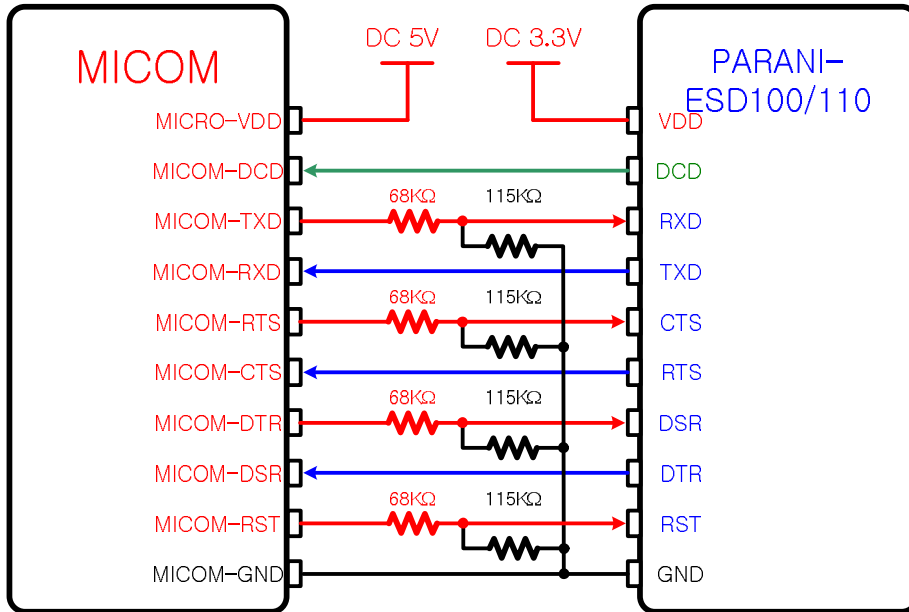 DC 5V
DC 3.3V
MICOM
PARANI-
ESD100/110
MICRO-VDD
VDD
MICOM-DCD
DCD
68KΩ
115KΩ
MICOM-TXD
RXD
MICOM-RXD
TXD
68KΩ
115KΩ
MICOM-RTS
CTS
MICOM-CTS
RTS
68KΩ
115KΩ
MICOM-DTR
DSR
MICOM-DSR
DTR
68KΩ
115KΩ
MICOM-RST
RST
MICOM-GND
GND